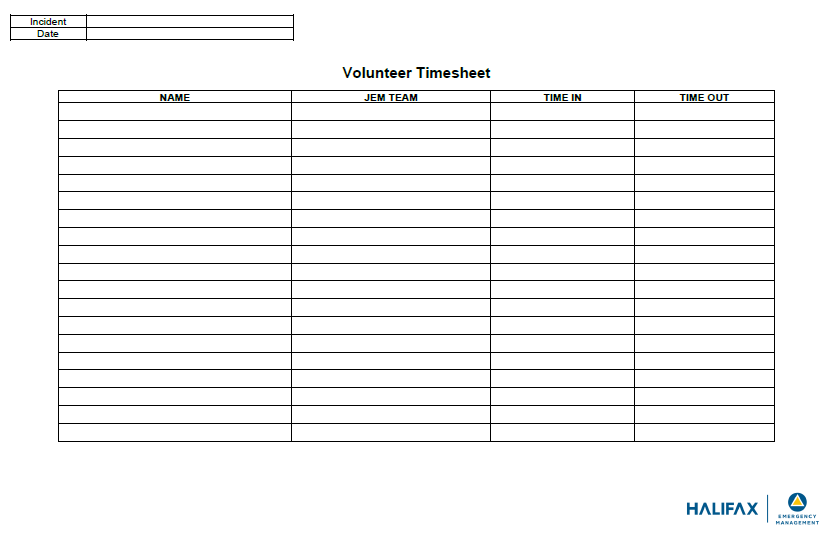 Incident
Date
Volunteer Timesheet
NAME JEM TEAM TIME IN TIME OUT
HALIFAX
EMERGENCY
MANAGEMENT